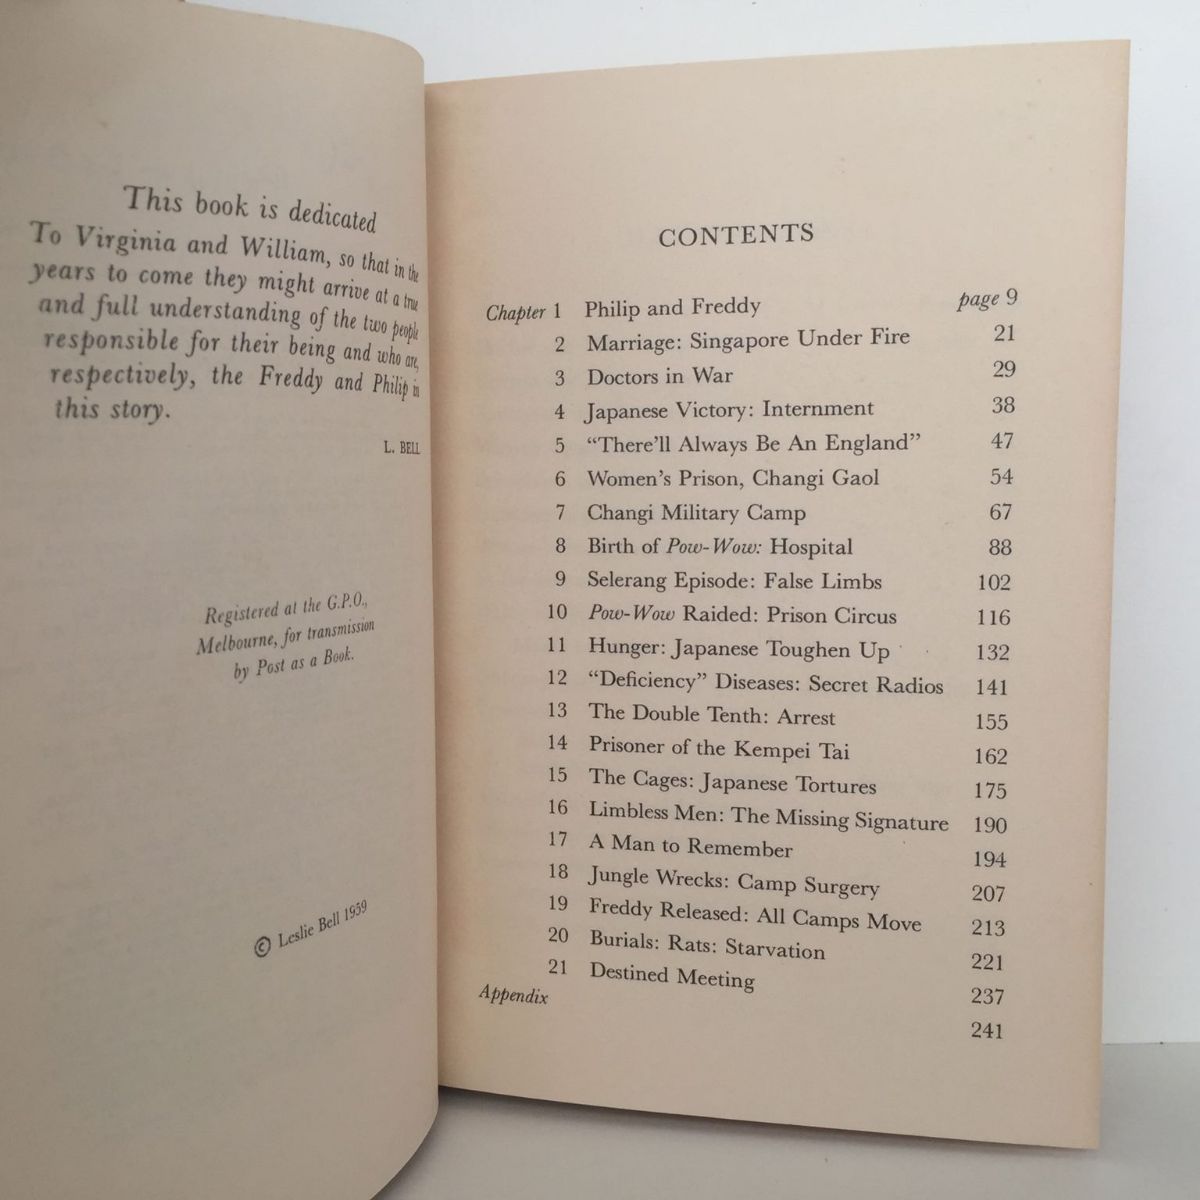 This book is dedicated
To Virginia and William, so that in the
years to come they might arrive at a true
and full understanding of the two people
responsible for their being and who are,
respectively, the Freddy and Philip in
this story.
L. BELL
Registered at the G.P.O.,
Melbourne, for transmission
by Post as a Book.
© Leslie Bell 1959
CONTENTS
Chapter 1 Philip and Freddy page 9
2 Marriage: Singapore Under Fire 21
3 Doctors in War 29
4 Japanese Victory: Internment 38
5 “There’ll Always Be An England” 47
6 Women’s Prison, Changi Gaol 54
7 Changi Military Camp 67
8 Birth of Pow-Wow: Hospital 88
9 Selerang Episode: False Limbs 102
10 Pow-Wow Raided: Prison Circus 116
11 Hunger: Japanese Toughen Up 132
12 “Deficiency” Diseases: Secret Radios 141
13 The Double Tenth: Arrest 155
14 Prisoner of the Kempei Tai 162
15 The Cages: Japanese Tortures 175
16 Limbless Men: The Missing Signature 190
17 A Man to Remember 194
18 Jungle Wrecks: Camp Surgery 207
19 Freddy Released: All Camps Move 213
20 Burials: Rats: Starvation 221
21 Destined Meeting 237
Appendix 241